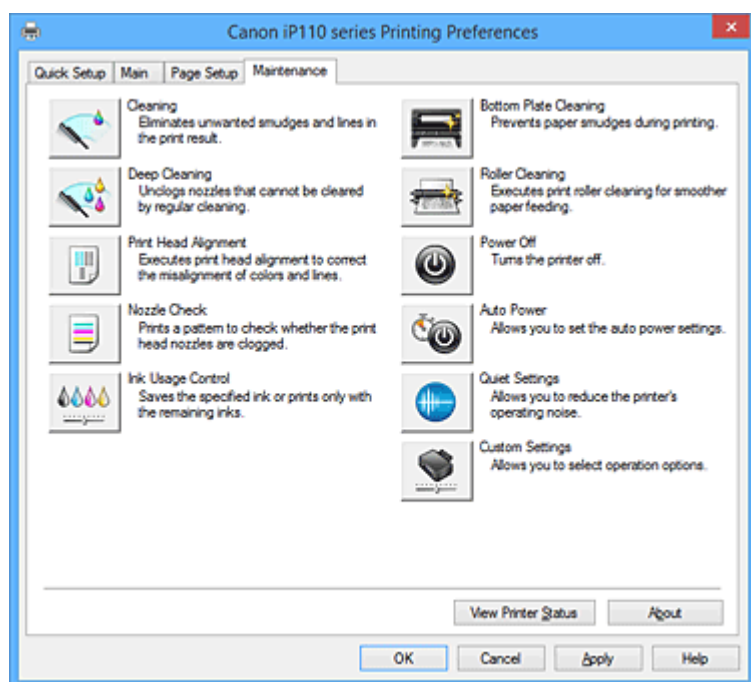 Canon iP110 series Printing Preferences
Quick Setup
Main
Page Setup
Maintenance
Cleaning
Eliminates unwanted smudges and lines in
the print result.
Deep Cleaning
Unclogs nozzles that cannot be cleared
by regular cleaning.
Print Head Alignment
Executes print head alignment to correct
the misalignment of colors and lines.
Nozzle Check
Prints a pattern to check whether the print
head nozzles are clogged.
Ink Usage Control
Saves the specified ink or prints only with
the remaining inks.
Bottom Plate Cleaning
Prevents paper smudges during printing.
Roller Cleaning
Executes print roller cleaning for smoother
paper feeding.
Power Off
Turns the printer off.
Auto Power
Allows you to set the auto power settings.
Quiet Settings
Allows you to reduce the printer's
operating noise.
Custom Settings
Allows you to select operation options.
View Printer Status
About
OK
Cancel
Apply
Help